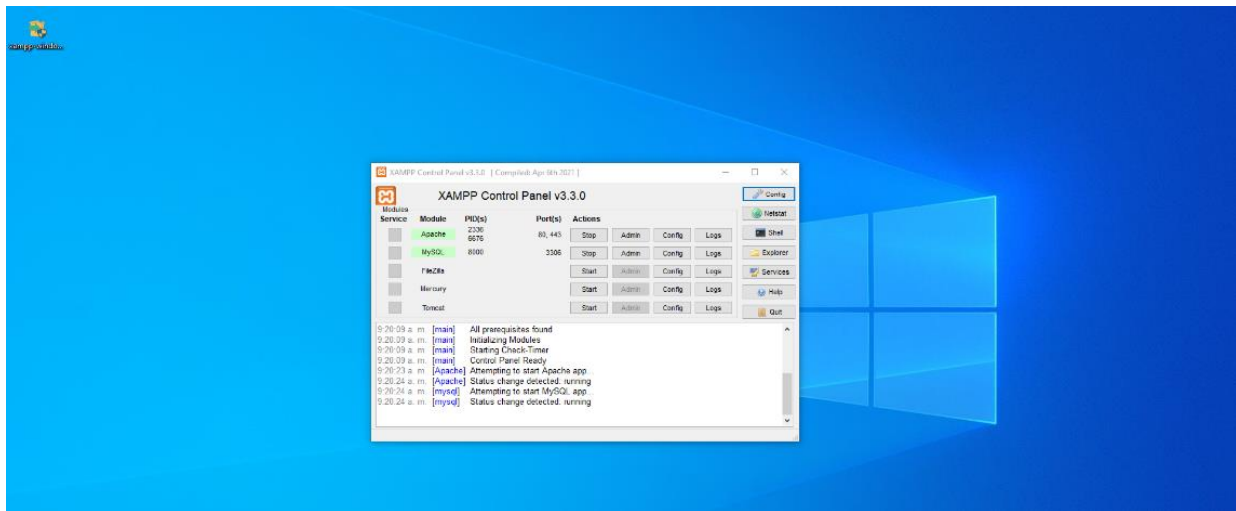 xampp-windo...
XAMPP Control Panel v3.3.0 [ Compiled: Apr 6th 2021 ]
XAMPP Control Panel v3.3.0
Config
Modules
Service Module PID(s) Port(s) Actions
Netstat
Apache 2336 6676 80, 443 Stop Admin Config Logs
Shell
MySQL 8000 3306 Stop Admin Config Logs
Explorer
FileZilla Start Admin Config Logs
Services
Mercury Start Admin Config Logs
Help
Tomcat Start Admin Config Logs
Quit
9:20:09 a. m. [main] All prerequisites found
9:20:09 a. m. [main] Initializing Modules
9:20:09 a. m. [main] Starting Check-Timer
9:20:09 a. m. [main] Control Panel Ready
9:20:23 a. m. [Apache] Attempting to start Apache app...
9:20:24 a. m. [Apache] Status change detected: running
9:20:24 a. m. [mysql] Attempting to start MySQL app...
9:20:24 a. m. [mysql] Status change detected: running